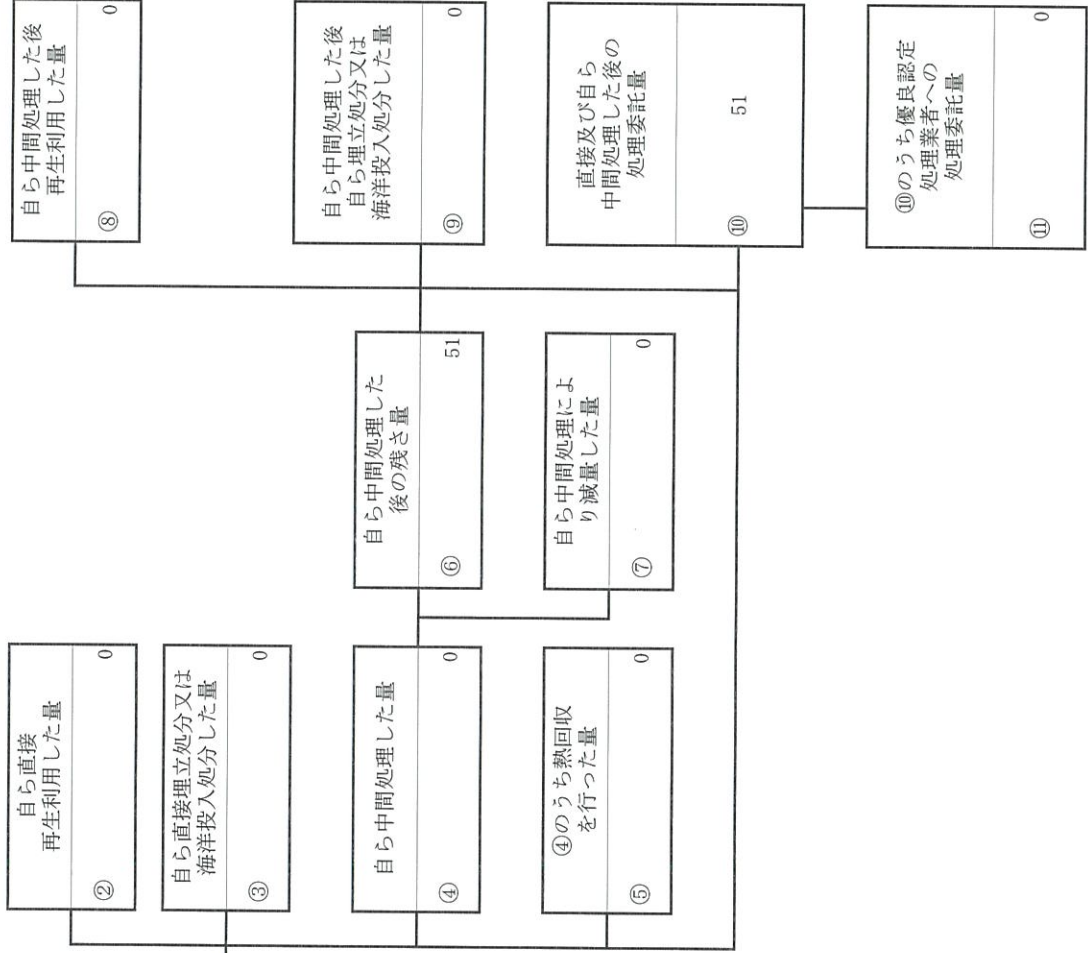 自ら直接
再生利用した量
② 0
自ら直接埋立処分又は
海洋投入処分した量
③ 0
自ら中間処理した量
④ 0
④のうち熱回収
を行った量
⑤ 0
自ら中間処理した
後の残さ量
⑥ 51
自ら中間処理によ
り減量した量
⑦ 0
自ら中間処理した後
再生利用した量
⑧ 0
自ら中間処理した後
自ら埋立処分又は
海洋投入処分した量
⑨ 0
直接及び自ら
中間処理した後の
処理委託量
⑩ 51
⑩のうち優良認定
処理業者への
処理委託量
⑪ 0